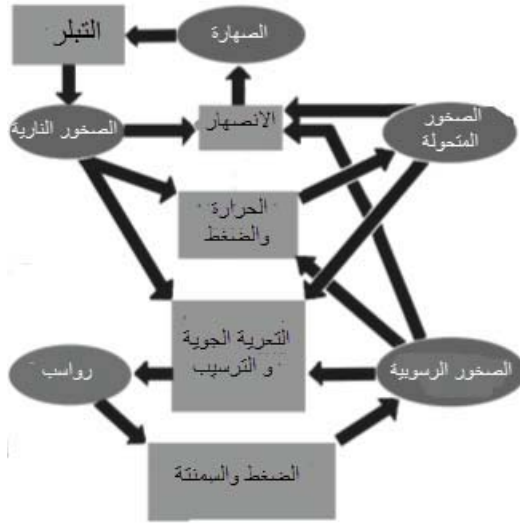 التبلر
الصهارة
الصخور النارية
الانصهار
الصخور
المتحولة
الحرارة
والضغط
التعرية الجوية
و الترسيب
رواسب
الصخور الرسوبية
الضغط والسمنتة